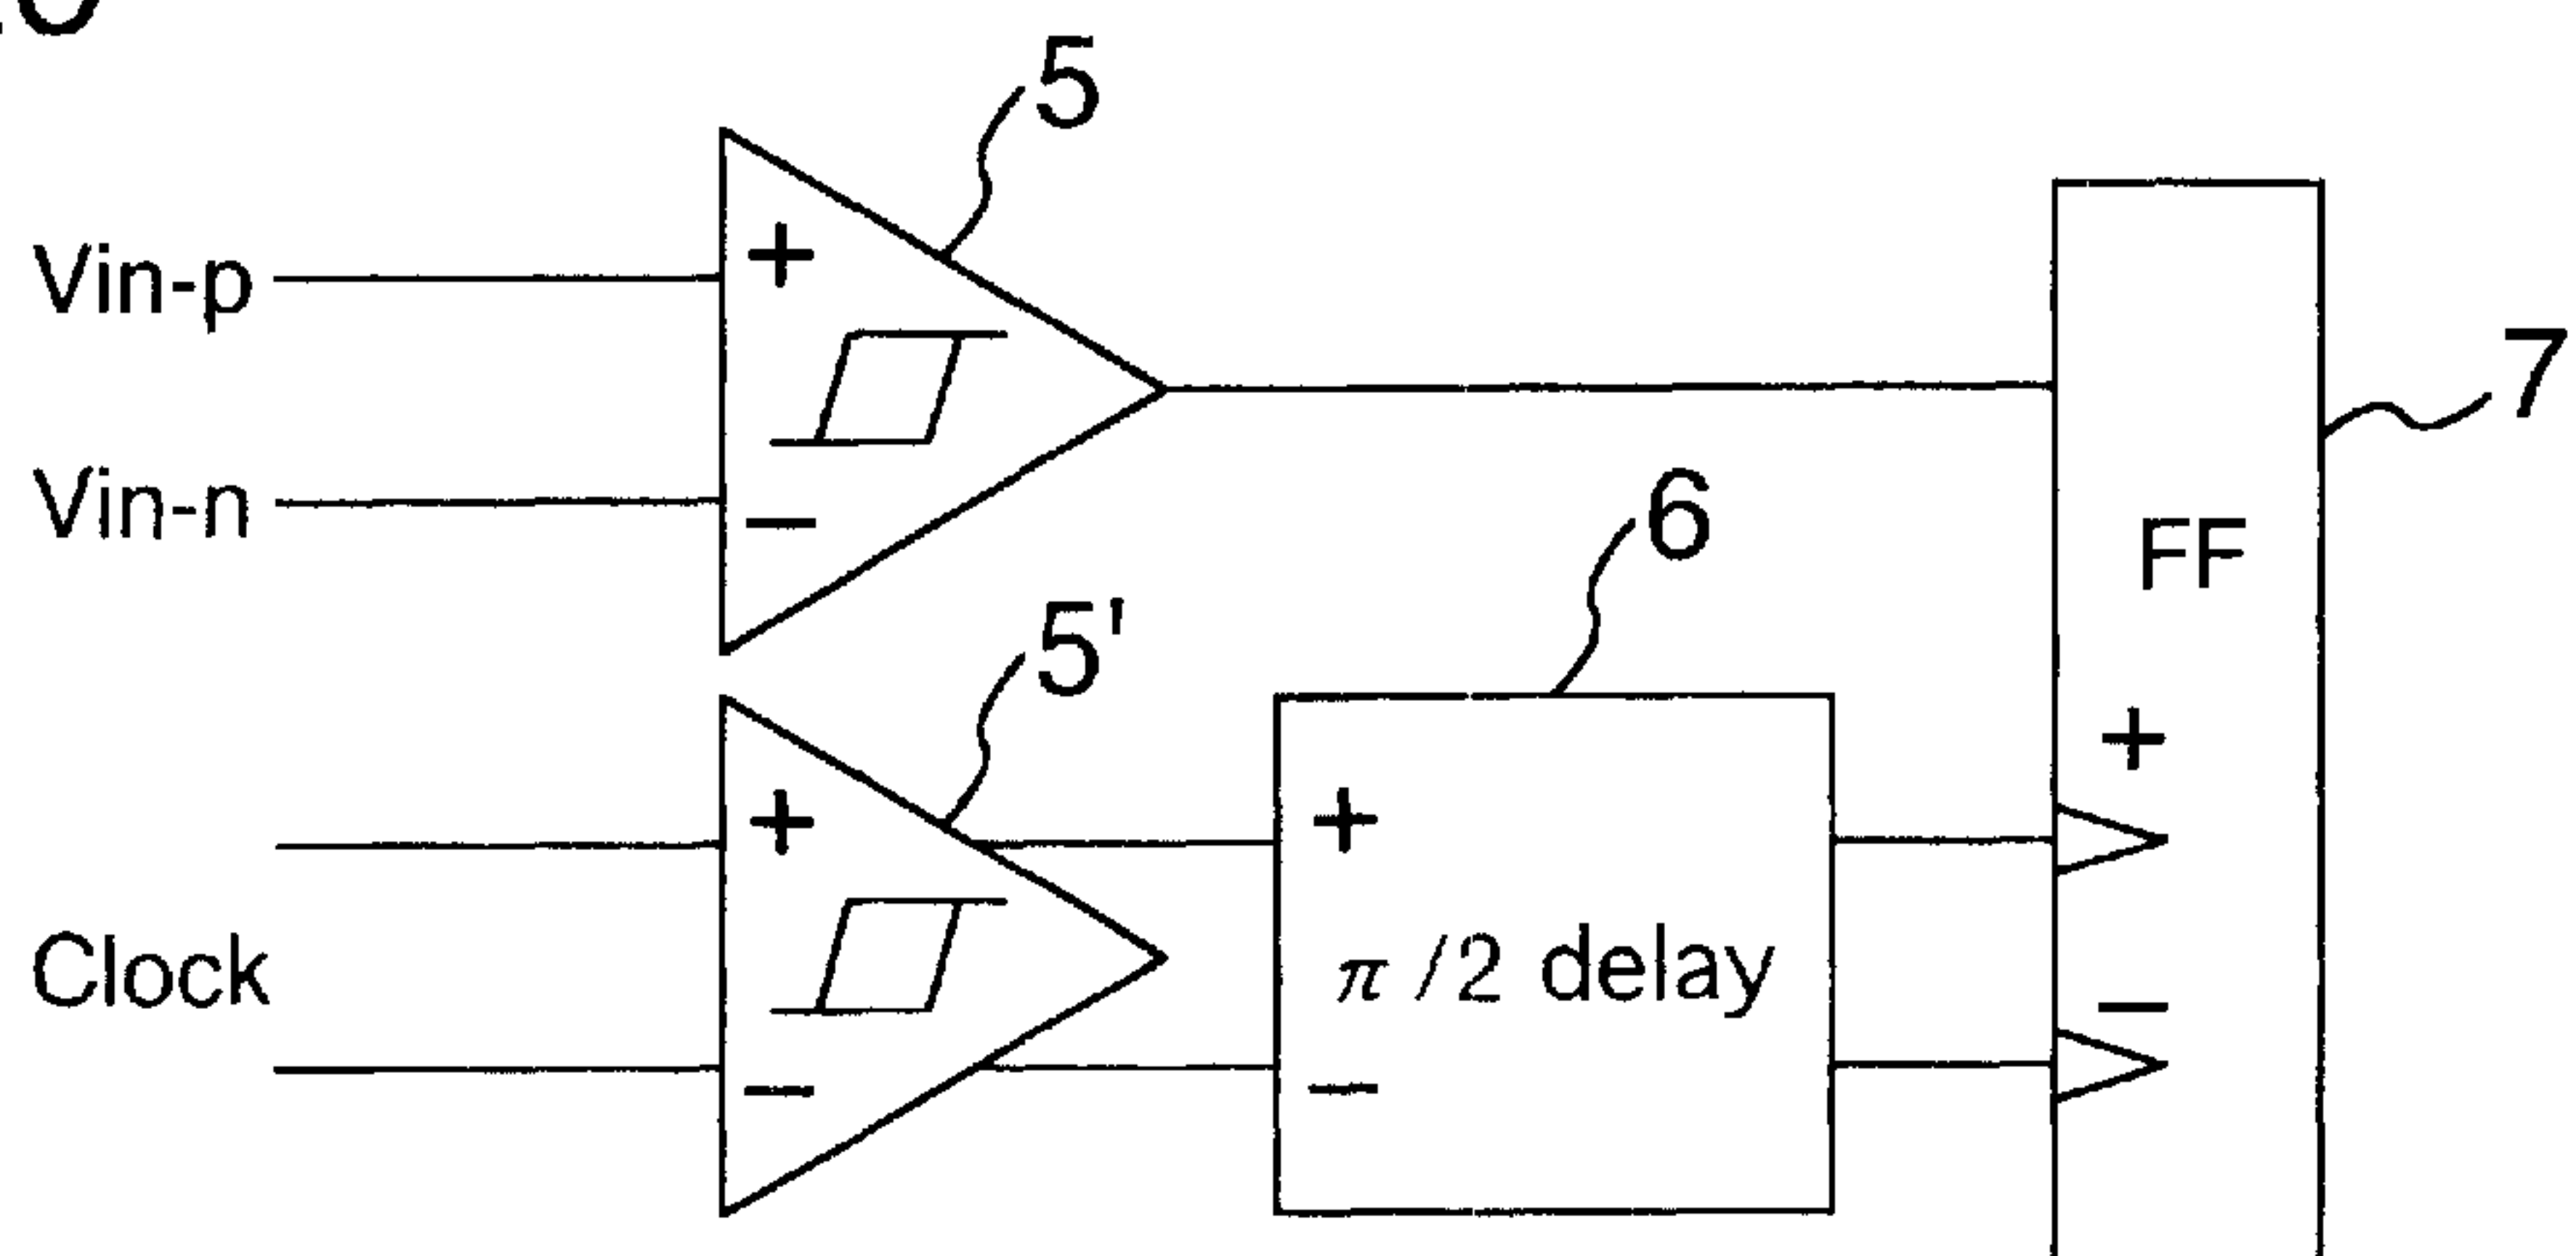 5
+
Vin-p
7
Vin-n
−
6
FF
5'
+
+
+
Clock
π/2 delay
−
−
−